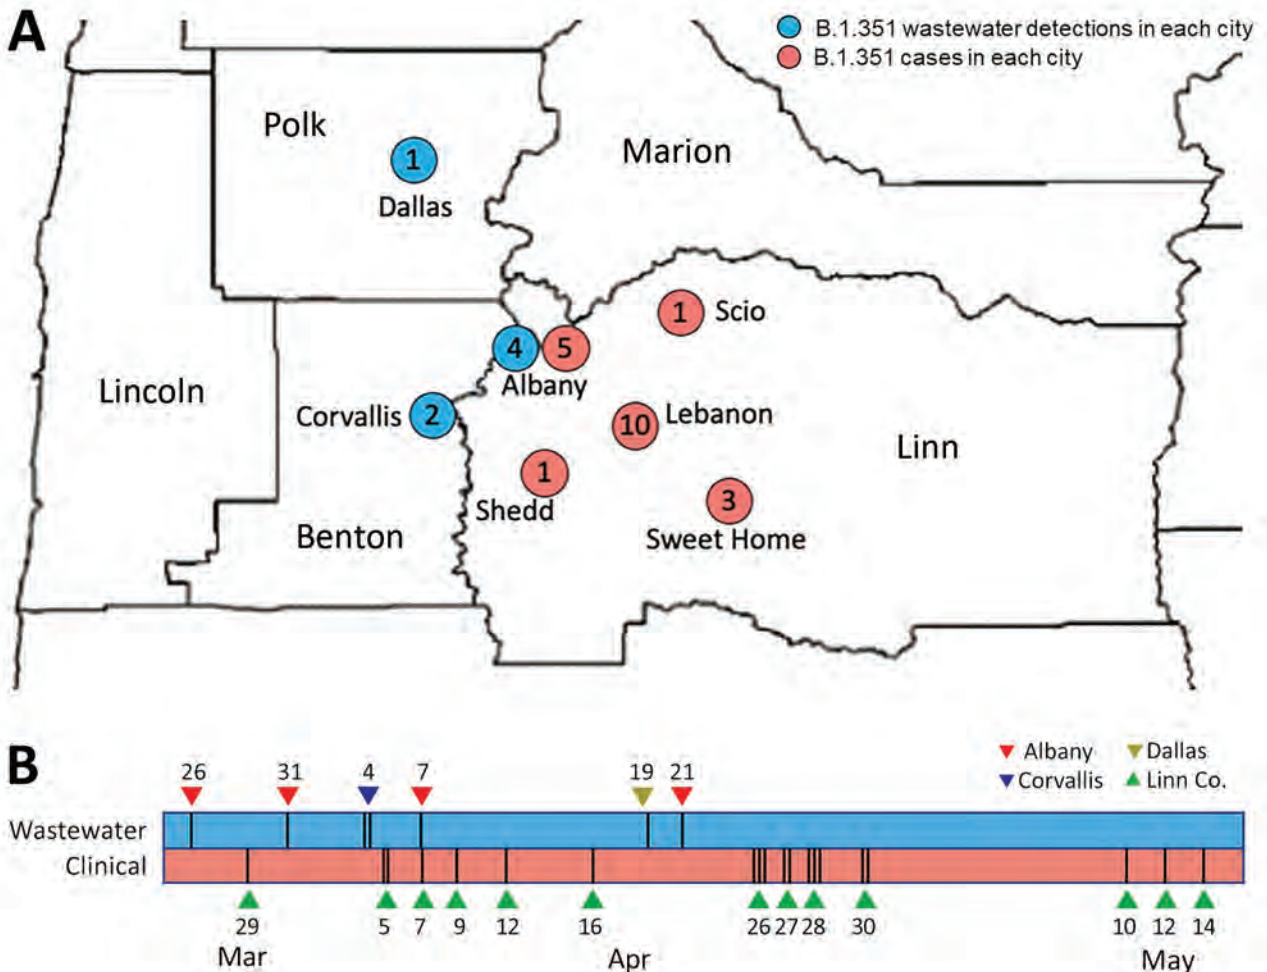 A
B.1.351 wastewater detections in each city
B.1.351 cases in each city
Polk
Marion
1
Dallas
1 Scio
4 5
Albany
Lincoln
Corvallis 2
10 Lebanon
Linn
1
Shedd
3
Sweet Home
Benton
B
Albany Dallas
Corvallis Linn Co.
26 31 4 7 19 21
Wastewater
Clinical
29 5 7 9 12 16 26 27 28 30 10 12 14
Mar Apr May